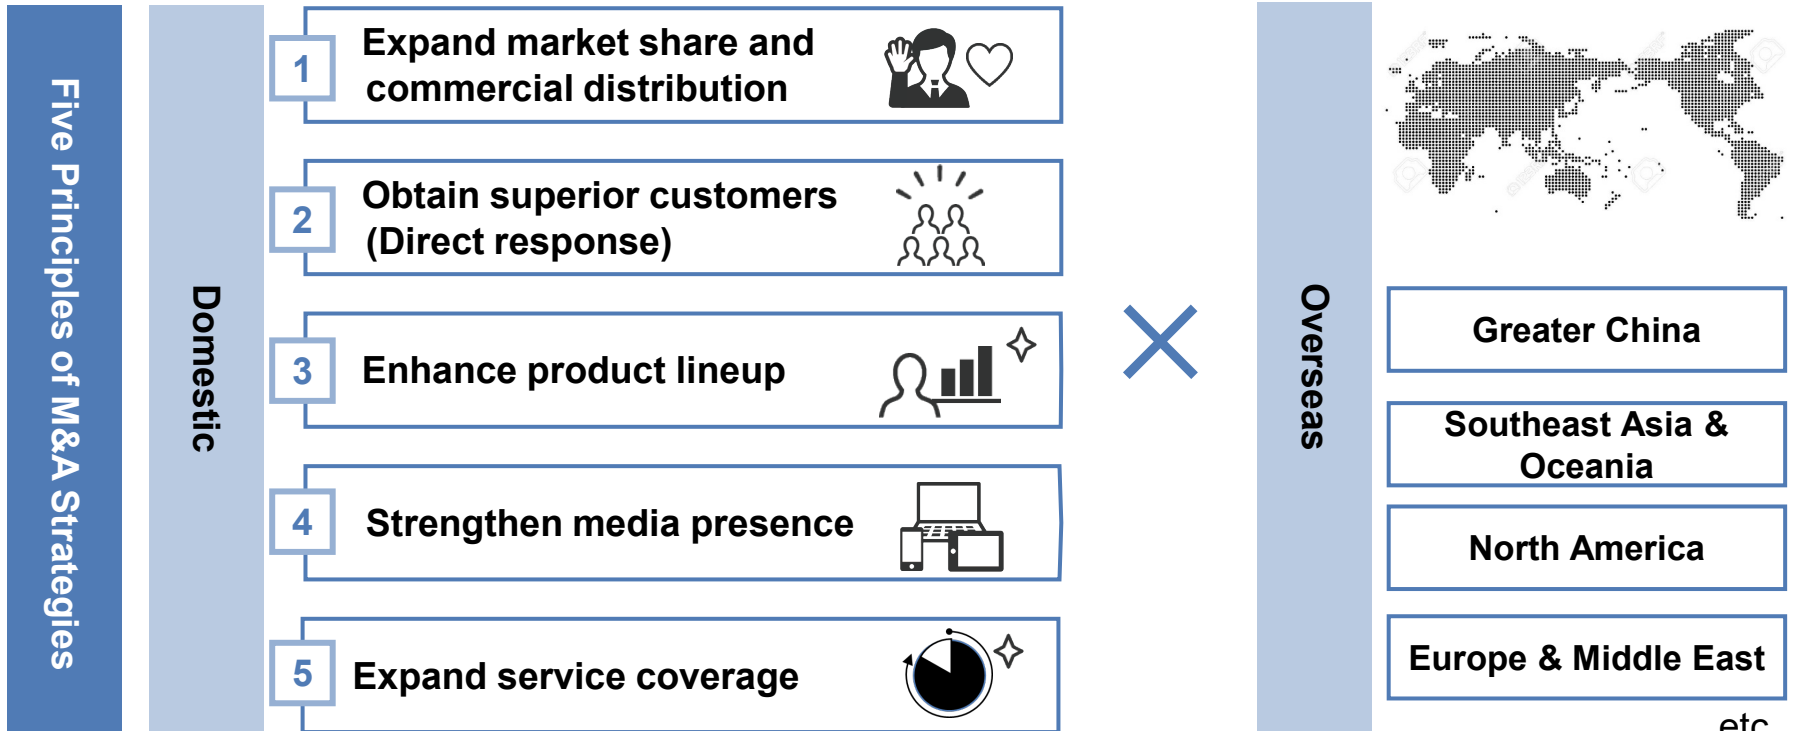 Five Principles of M&A Strategies
Domestic
1
Expand market share and
commercial distribution
2
Obtain superior customers
(Direct response)
3
Enhance product lineup
4
Strengthen media presence
5
Expand service coverage
Overseas
Greater China
Southeast Asia &
Oceania
North America
Europe & Middle East
etc